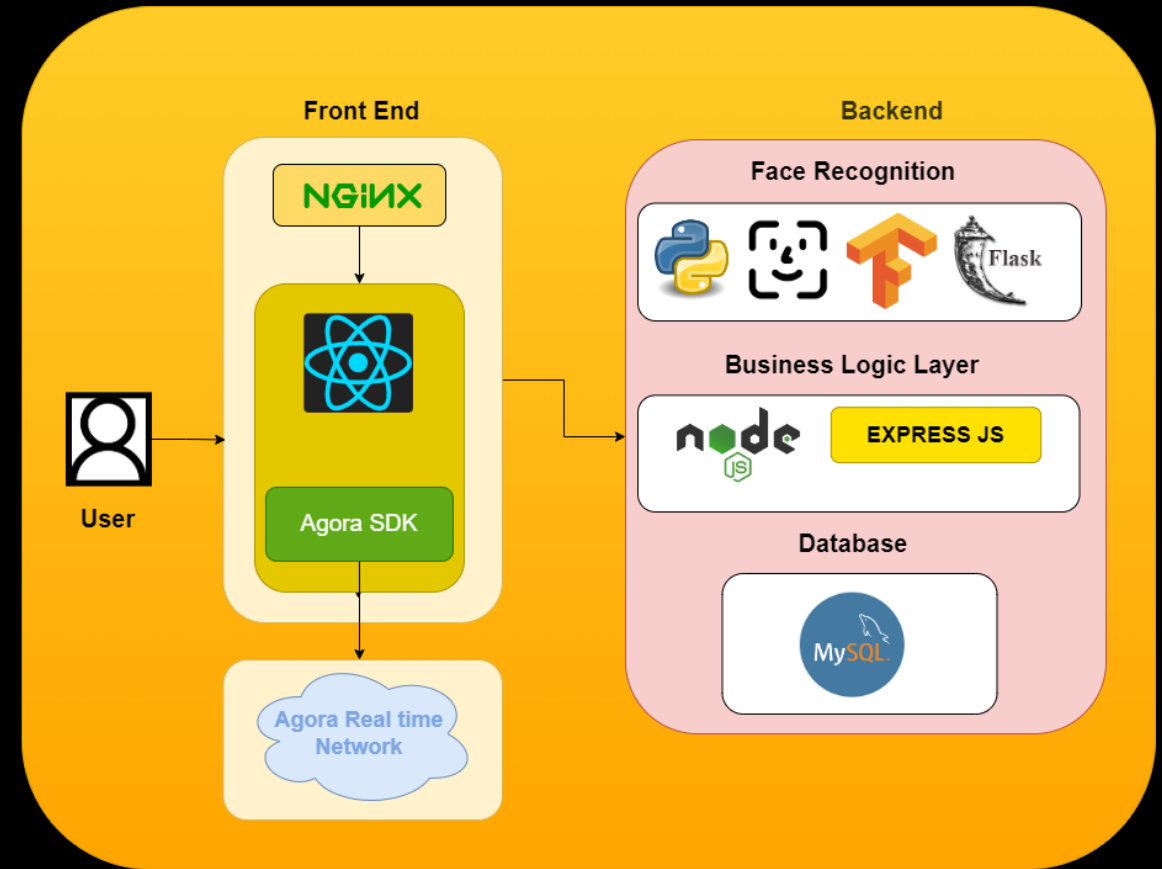 Front End
Backend
NGiNX
Face Recognition
Flask
Business Logic Layer
node
JS
EXPRESS JS
User
Agora SDK
Database
MySQL
Agora Real time
Network